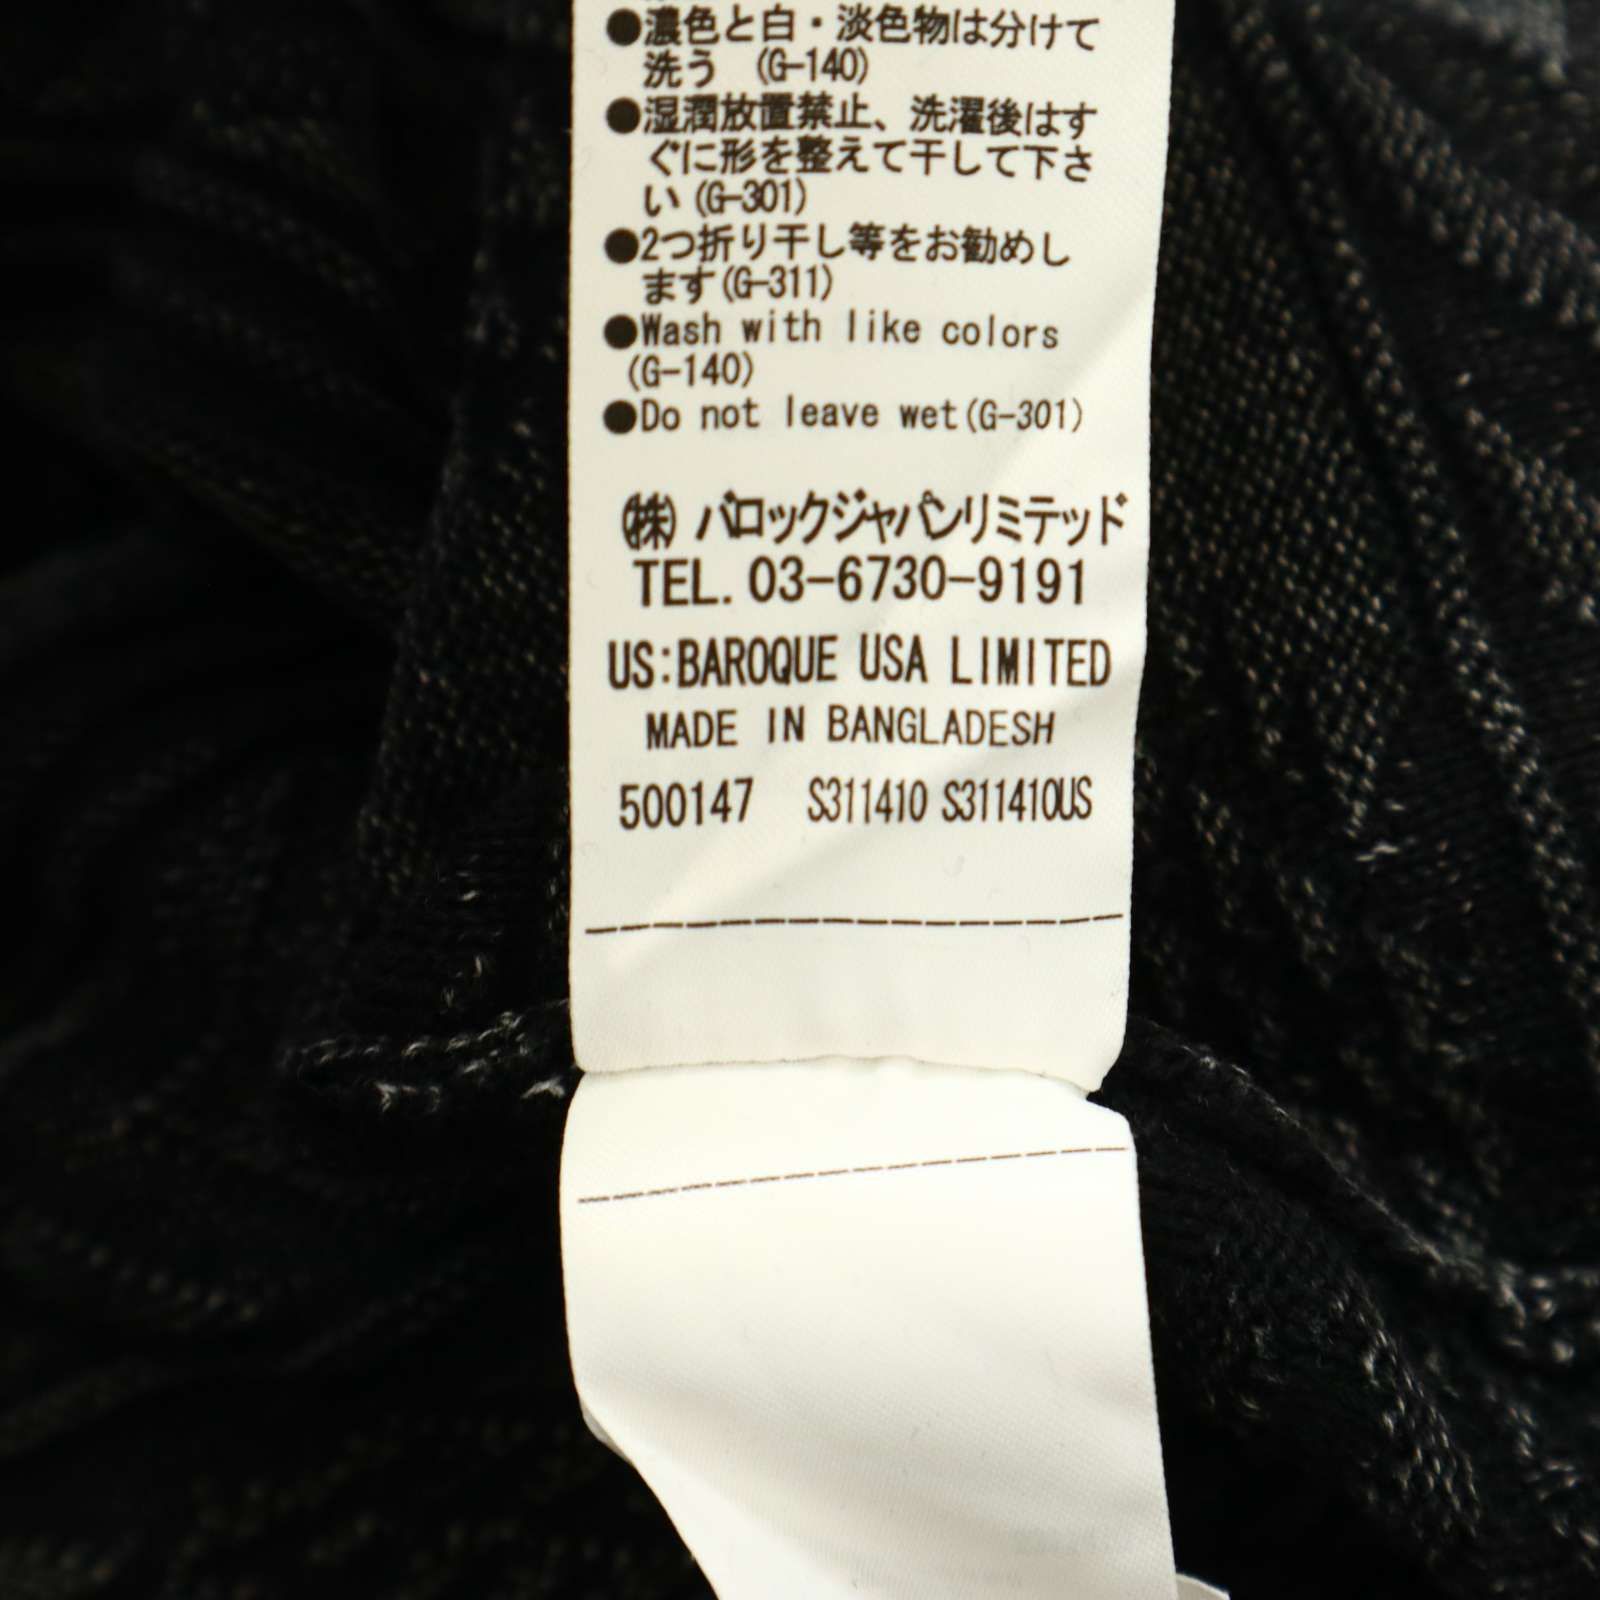 ●濃色と白・淡色物は分けて
洗う (G-140)
●湿潤放置禁止、洗濯後はす
ぐに形を整えて干して下さ
い(G-301)
●2つ折り干し等をお勧めし
ます(G-311)
●Wash with like colors
(G-140)
●Do not leave wet(G-301)
㈱ バロックジャパンリミテッド
TEL. 03-6730-9191
US:BAROQUE USA LIMITED
MADE IN BANGLADESH
500147 S311410 S311410US